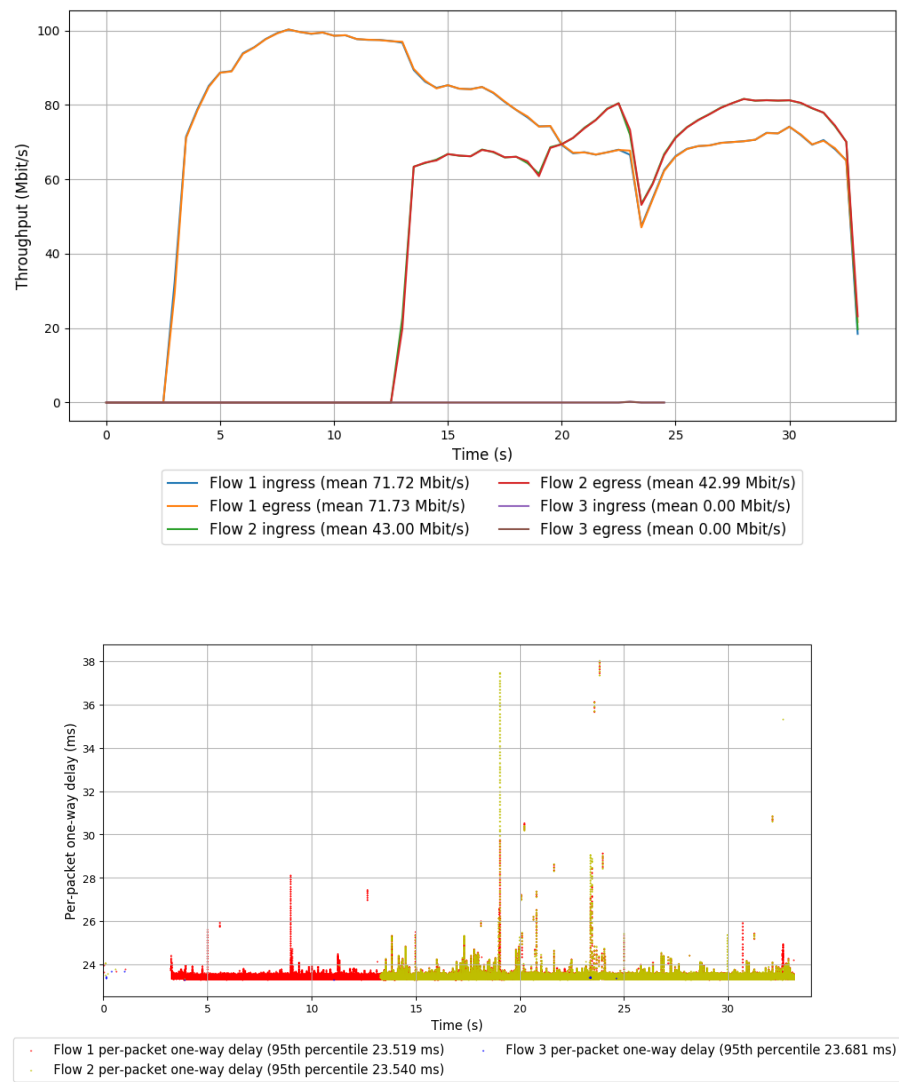 100
80
60
40
20
0
Throughput (Mbit/s)
0 5 10 15 20 25 30
Time (s)
Flow 1 ingress (mean 71.72 Mbit/s)
Flow 1 egress (mean 71.73 Mbit/s)
Flow 2 ingress (mean 43.00 Mbit/s)
Flow 2 egress (mean 42.99 Mbit/s)
Flow 3 ingress (mean 0.00 Mbit/s)
Flow 3 egress (mean 0.00 Mbit/s)
38
36
34
32
30
28
26
24
Per-packet one-way delay (ms)
0 5 10 15 20 25 30
Time (s)
Flow 1 per-packet one-way delay (95th percentile 23.519 ms)
Flow 2 per-packet one-way delay (95th percentile 23.540 ms)
Flow 3 per-packet one-way delay (95th percentile 23.681 ms)